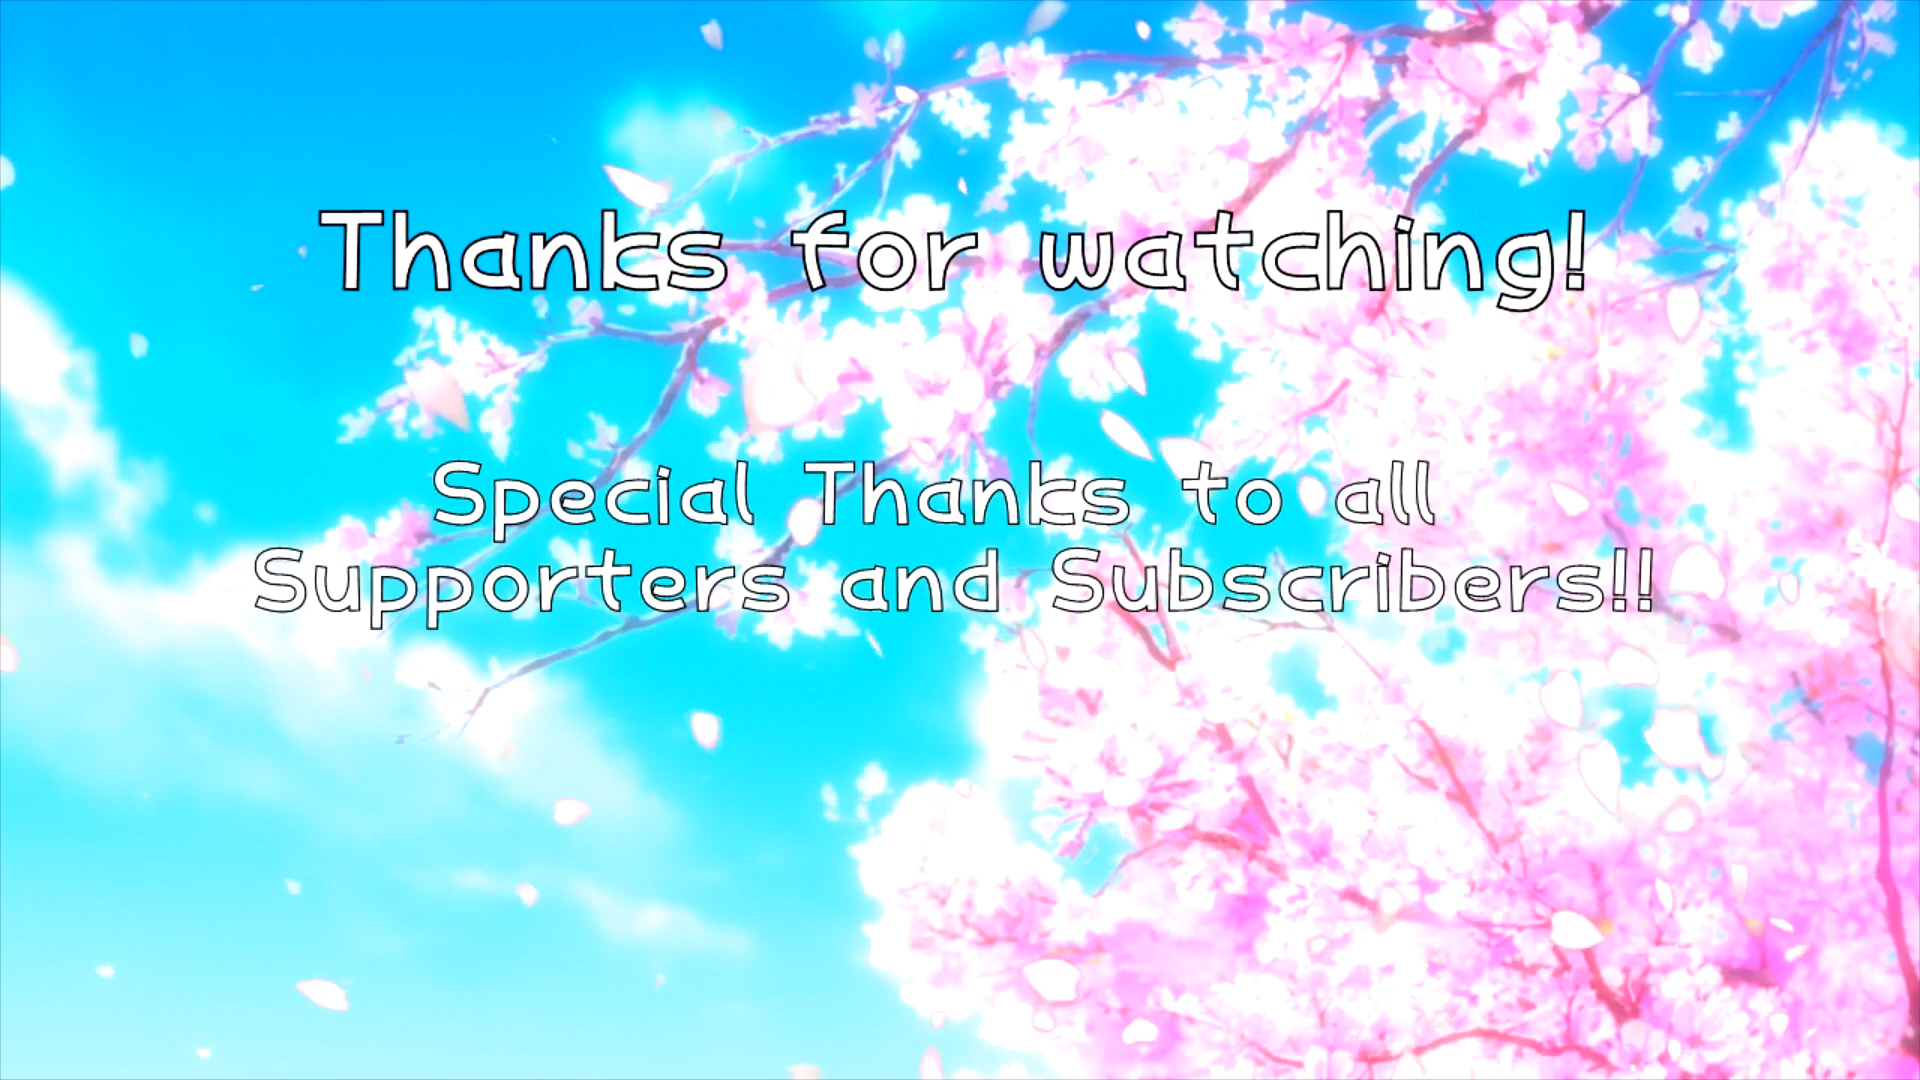 Thanks for watching!
Special Thanks to all
Supporters and Subscribers!!